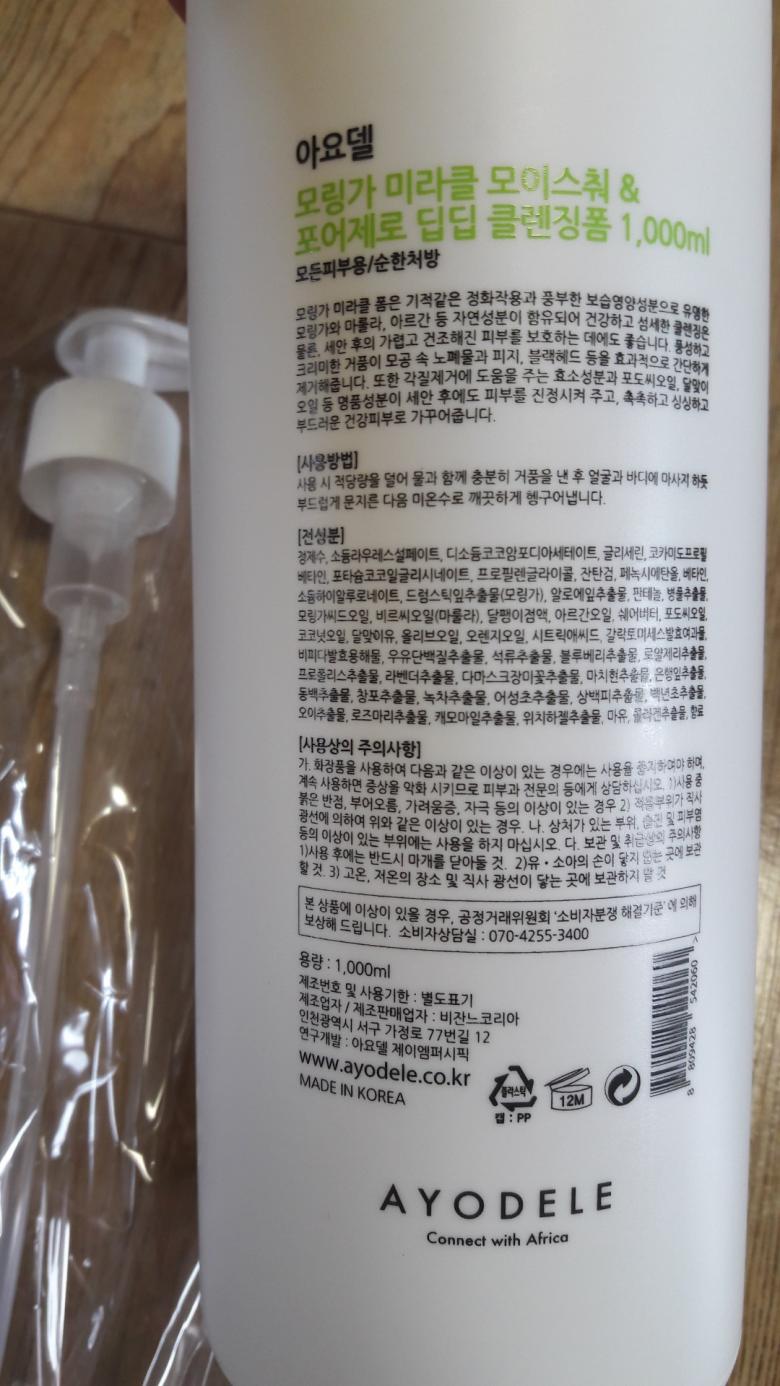 아요델
모링가 미라클 모이스춰 &
포어제로 딥딥 클렌징폼 1,000ml
모든피부용/순한처방
모링가 미라클 폼은 기적같은 정화작용과 풍부한 보습영양성분으로 유명한
모링가와 마룰라, 아르간 등 자연성분이 함유되어 건강하고 섬세한 클렌징은
물론, 세안 후의 가렵고 건조해진 피부를 보호하는 데에도 좋습니다. 풍성하고
크리미한 거품이 모공 속 노폐물과 피지, 블랙헤드 등을 효과적으로 간단하게
제거해줍니다. 또한 각질제거에 도움을 주는 효소성분과 포도씨오일, 달맞이
오일 등 명품성분이 세안 후에도 피부를 진정시켜 주고, 촉촉하고 싱싱하고
부드러운 건강피부로 가꾸어줍니다.
[사용방법]
사용 시 적당량을 덜어 물과 함께 충분히 거품을 낸 후 얼굴과 바디에 마사지 하듯
부드럽게 문지른 다음 미온수로 깨끗하게 헹구어냅니다.
[전성분]
정제수, 소듐라우레스설페이트, 디소듐코코암포디아세테이트, 글리세린, 코카미도프로필
베타인, 포타슘코코일글리시네이트, 프로필렌글라이콜, 잔탄검, 페녹시에탄올, 베타인,
소듐하이알루로네이트, 드럼스틱잎추출물(모링가), 알로에잎추출물, 판테놀, 병풀추출물,
모링가씨드오일, 비르씨오일(마룰라), 달팽이점액, 아르간오일, 쉐어버터, 포도씨오일,
코코넛오일, 달맞이유, 올리브오일, 오렌지오일, 시트릭애씨드, 갈락토미세스발효여과물,
비피다발효용해물, 우유단백질추출물, 석류추출물, 블루베리추출물, 로얄제리추출물,
프로폴리스추출물, 라벤더추출물, 다마스크장미꽃추출물, 마치현추출물, 은행잎추출물,
동백추출물, 창포추출물, 녹차추출물, 어성초추출물, 상백피추출물, 백년초추출물,
오이추출물, 로즈마리추출물, 캐모마일추출물, 위치하젤추출물, 마유, 콜라겐추출물, 향료
[사용상의 주의사항]
가. 화장품을 사용하여 다음과 같은 이상이 있는 경우에는 사용을 중지하여야 하며,
계속 사용하면 증상을 악화 시키므로 피부과 전문의 등에게 상담하십시오. 1)사용 중
붉은 반점, 부어오름, 가려움증, 자극 등의 이상이 있는 경우 2) 적용부위가 직사
광선에 의하여 위와 같은 이상이 있는 경우. 나. 상처가 있는 부위, 습진 및 피부염
등의 이상이 있는 부위에는 사용을 하지 마십시오. 다. 보관 및 취급상의 주의사항
1)사용 후에는 반드시 마개를 닫아둘 것. 2)유·소아의 손이 닿지 않는 곳에 보관
할 것. 3) 고온, 저온의 장소 및 직사 광선이 닿는 곳에 보관하지 말 것
본 상품에 이상이 있을 경우, 공정거래위원회 '소비자분쟁 해결기준' 에 의해
보상해 드립니다. 소비자상담실 : 070-4255-3400
용량 : 1,000ml
제조번호 및 사용기한 : 별도표기
제조업자 / 제조판매업자 : 비잔느코리아
인천광역시 서구 가정로 77번길 12
연구개발 : 아요델 제이앰퍼시픽
www.ayodele.co.kr
MADE IN KOREA
플라스틱
캡 : PP
12M
8 809428 542060 >
AYODELE
Connect with Africa